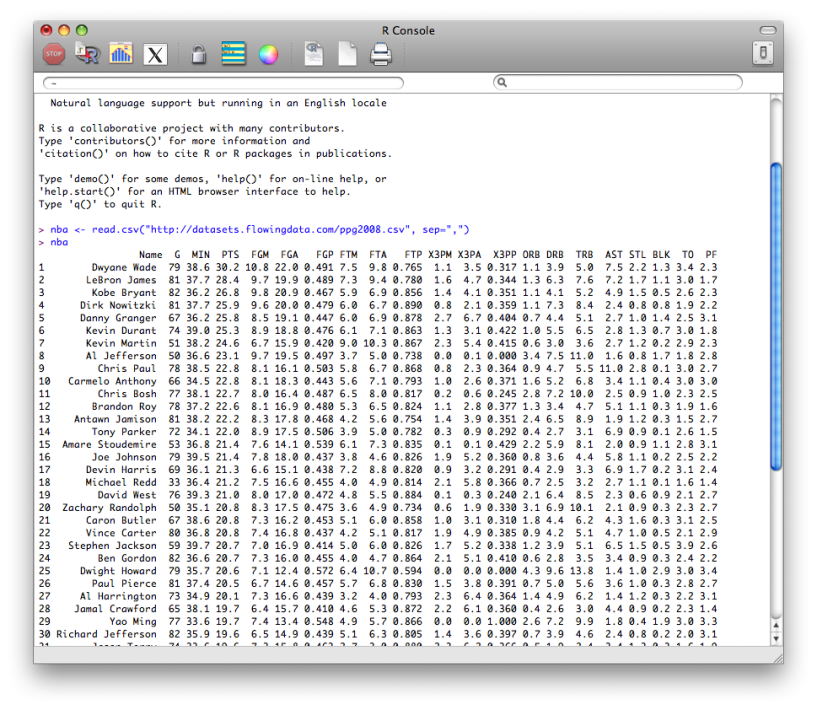 R Console
STOP
R
X
R
~
Natural language support but running in an English locale
R is a collaborative project with many contributors.
Type 'contributors()' for more information and
'citation()' on how to cite R or R packages in publications.
Type 'demo()' for some demos, 'help()' for on-line help, or
'help.start()' for an HTML browser interface to help.
Type 'q()' to quit R.
> nba <- read.csv("http://datasets.flowingdata.com/ppg2008.csv", sep=",")
> nba
Name G MIN PTS FGM FGA FGP FTM FTA FTP X3PM X3PA X3PP ORB DRB TRB AST STL BLK TO PF
1 Dwyane Wade 79 38.6 30.2 10.8 22.0 0.491 7.5 9.8 0.765 1.1 3.5 0.317 1.1 3.9 5.0 7.5 2.2 1.3 3.4 2.3
2 LeBron James 81 37.7 28.4 9.7 19.9 0.489 7.3 9.4 0.780 1.6 4.7 0.344 1.3 6.3 7.6 7.2 1.7 1.1 3.0 1.7
3 Kobe Bryant 82 36.2 26.8 9.8 20.9 0.467 5.9 6.9 0.856 1.4 4.1 0.351 1.1 4.1 5.2 4.9 1.5 0.5 2.6 2.3
4 Dirk Nowitzki 81 37.7 25.9 9.6 20.0 0.479 6.0 6.7 0.890 0.8 2.1 0.359 1.1 7.3 8.4 2.4 0.8 0.8 1.9 2.2
5 Danny Granger 67 36.2 25.8 8.5 19.1 0.447 6.0 6.9 0.878 2.7 6.7 0.404 0.7 4.4 5.1 2.7 1.0 1.4 2.5 3.1
6 Kevin Durant 74 39.0 25.3 8.9 18.8 0.476 6.1 7.1 0.863 1.3 3.1 0.422 1.0 5.5 6.5 2.8 1.3 0.7 3.0 1.8
7 Kevin Martin 51 38.2 24.6 6.7 15.9 0.420 9.0 10.3 0.867 2.3 5.4 0.415 0.6 3.0 3.6 2.7 1.2 0.2 2.9 2.3
8 Al Jefferson 50 36.6 23.1 9.7 19.5 0.497 3.7 5.0 0.738 0.0 0.1 0.000 3.4 7.5 11.0 1.6 0.8 1.7 1.8 2.8
9 Chris Paul 78 38.5 22.8 8.1 16.1 0.503 5.8 6.7 0.868 0.8 2.3 0.364 0.9 4.7 5.5 11.0 2.8 0.1 3.0 2.7
10 Carmelo Anthony 66 34.5 22.8 8.1 18.3 0.443 5.6 7.1 0.793 1.0 2.6 0.371 1.6 5.2 6.8 3.4 1.1 0.4 3.0 3.0
11 Chris Bosh 77 38.1 22.7 8.0 16.4 0.487 6.5 8.0 0.817 0.2 0.6 0.245 2.8 7.2 10.0 2.5 0.9 1.0 2.3 2.5
12 Brandon Roy 78 37.2 22.6 8.1 16.9 0.480 5.3 6.5 0.824 1.1 2.8 0.377 1.3 3.4 4.7 5.1 1.1 0.3 1.9 1.6
13 Antawn Jamison 81 38.2 22.2 8.3 17.8 0.468 4.2 5.6 0.754 1.4 3.9 0.351 2.4 6.5 8.9 1.9 1.2 0.3 1.5 2.7
14 Tony Parker 72 34.1 22.0 8.9 17.5 0.506 3.9 5.0 0.782 0.3 0.9 0.292 0.4 2.7 3.1 6.9 0.9 0.1 2.6 1.5
15 Amare Stoudemire 53 36.8 21.4 7.6 14.1 0.539 6.1 7.3 0.835 0.1 0.1 0.429 2.2 5.9 8.1 2.0 0.9 1.1 2.8 3.1
16 Joe Johnson 79 39.5 21.4 7.8 18.0 0.437 3.8 4.6 0.826 1.9 5.2 0.360 0.8 3.6 4.4 5.8 1.1 0.2 2.5 2.2
17 Devin Harris 69 36.1 21.3 6.6 15.1 0.438 7.2 8.8 0.820 0.9 3.2 0.291 0.4 2.9 3.3 6.9 1.7 0.2 3.1 2.4
18 Michael Redd 33 36.4 21.2 7.5 16.6 0.455 4.0 4.9 0.814 2.1 5.8 0.366 0.7 2.5 3.2 2.7 1.1 0.1 1.6 1.4
19 David West 76 39.3 21.0 8.0 17.0 0.472 4.8 5.5 0.884 0.1 0.3 0.240 2.1 6.4 8.5 2.3 0.6 0.9 2.1 2.7
20 Zachary Randolph 50 35.1 20.8 8.3 17.5 0.475 3.6 4.9 0.734 0.6 1.9 0.330 3.1 6.9 10.1 2.1 0.9 0.3 2.3 2.7
21 Caron Butler 67 38.6 20.8 7.3 16.2 0.453 5.1 6.0 0.858 1.0 3.1 0.310 1.8 4.4 6.2 4.3 1.6 0.3 3.1 2.5
22 Vince Carter 80 36.8 20.8 7.4 16.8 0.437 4.2 5.1 0.817 1.9 4.9 0.385 0.9 4.2 5.1 4.7 1.0 0.5 2.1 2.9
23 Stephen Jackson 59 39.7 20.7 7.0 16.9 0.414 5.0 6.0 0.826 1.7 5.2 0.338 1.2 3.9 5.1 6.5 1.5 0.5 3.9 2.6
24 Ben Gordon 82 36.6 20.7 7.3 16.0 0.455 4.0 4.7 0.864 2.1 5.1 0.410 0.6 2.8 3.5 3.4 0.9 0.3 2.4 2.2
25 Dwight Howard 79 35.7 20.6 7.1 12.4 0.572 6.4 10.7 0.594 0.0 0.0 0.000 4.3 9.6 13.8 1.4 1.0 2.9 3.0 3.4
26 Paul Pierce 81 37.4 20.5 6.7 14.6 0.457 5.7 6.8 0.830 1.5 3.8 0.391 0.7 5.0 5.6 3.6 1.0 0.3 2.8 2.7
27 Al Harrington 73 34.9 20.1 7.3 16.6 0.439 3.2 4.0 0.793 2.3 6.4 0.364 1.4 4.9 6.2 1.4 1.2 0.3 2.2 3.1
28 Jamal Crawford 65 38.1 19.7 6.4 15.7 0.410 4.6 5.3 0.872 2.2 6.1 0.360 0.4 2.6 3.0 4.4 0.9 0.2 2.3 1.4
29 Yao Ming 77 33.6 19.7 7.4 13.4 0.548 4.9 5.7 0.866 0.0 0.0 1.000 2.6 7.2 9.9 1.8 0.4 1.9 3.0 3.3
30 Richard Jefferson 82 35.9 19.6 6.5 14.9 0.439 5.1 6.3 0.805 1.4 3.6 0.397 0.7 3.9 4.6 2.4 0.8 0.2 2.0 3.1